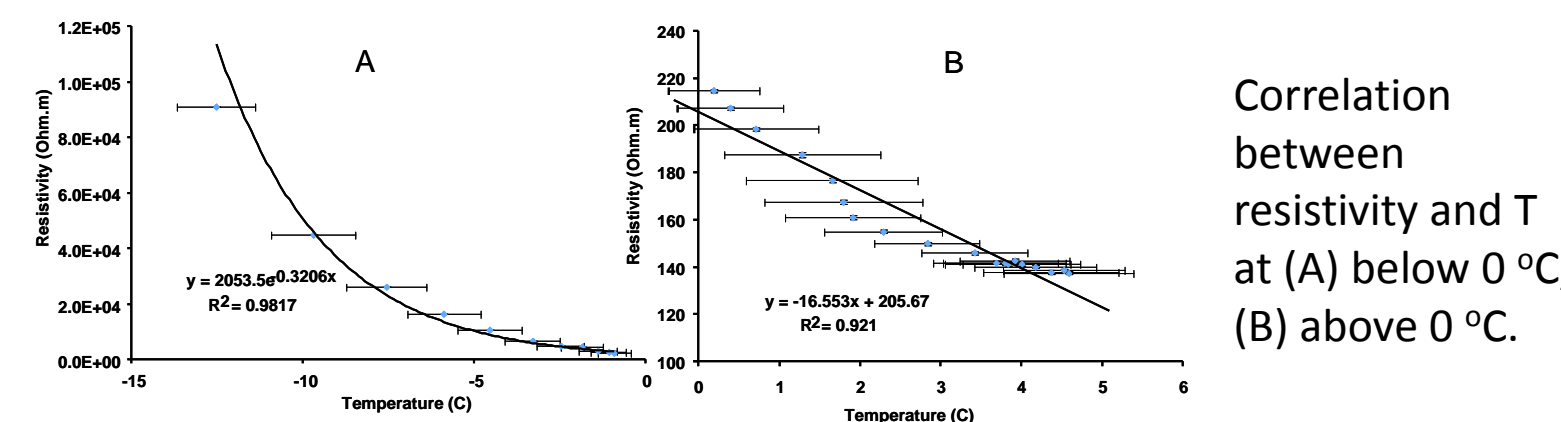 A
1.2E+05
1.0E+05
8.0E+04
6.0E+04
4.0E+04
2.0E+04
0.0E+00
Resistivity (Ohm.m)
y = 2053.5e^-0.3206x
R2 = 0.9817
-15 -10 -5 0
Temperature (C)
B
240
220
200
180
160
140
120
100
Resistivity (Ohm.m)
y = -16.553x + 205.67
R2 = 0.921
0 1 2 3 4 5 6
Temperature (C)
Correlation
between
resistivity and T
at (A) below 0 ºC,
(B) above 0 ºC.